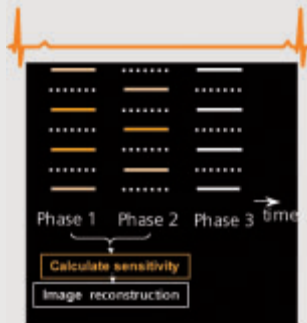 Phase 1 Phase 2 Phase 3 time
Calculate sensitivity
Image reconstruction